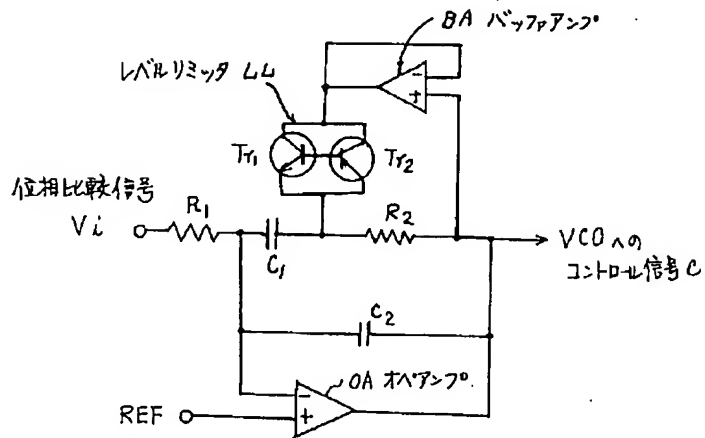 BA バッファアンプ
レベルリミッタ LL
Tr1
Tr2
位相比較信号
Vi
R1
C1
R2
VCOへの
コントロール信号C
C2
OA オペアンプ
REF
-
+
-
+